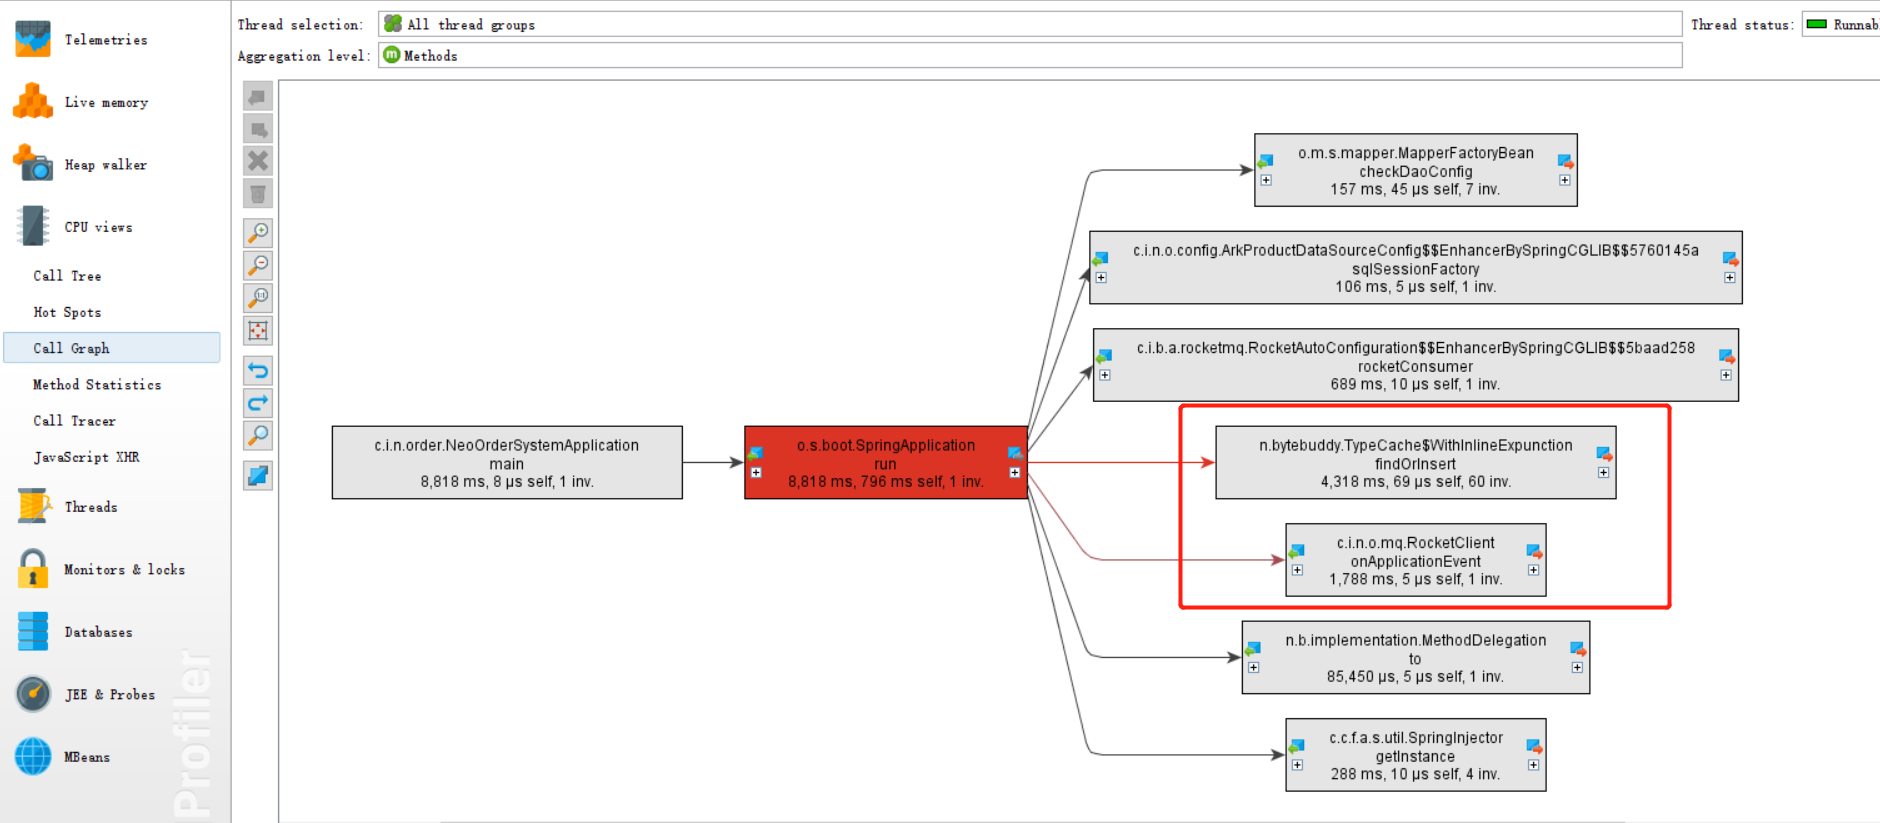 Thread selection: All thread groups Thread status: Runnab
Aggregation level: Methods
Telemetries
Live memory
Heap walker
CPU views
Call Tree
Hot Spots
Call Graph
Method Statistics
Call Tracer
JavaScript XHR
Threads
Monitors & locks
Databases
JEE & Probes
MBeans
Profiler
c.i.n.order.NeoOrderSystemApplication
main
8,818 ms, 8 µs self, 1 inv.
o.s.boot.SpringApplication
run
8,818 ms, 796 ms self, 1 inv.
o.m.s.mapper.MapperFactoryBean
checkDaoConfig
157 ms, 45 µs self, 7 inv.
c.i.n.o.config.ArkProductDataSourceConfig$$EnhancerBySpringCGLIB$$5760145a
sqlSessionFactory
106 ms, 5 µs self, 1 inv.
c.i.b.a.rocketmq.RocketAutoConfiguration$$EnhancerBySpringCGLIB$$5baad258
rocketConsumer
689 ms, 10 µs self, 1 inv.
n.bytebuddy.TypeCache$WithInlineExpunction
findOrInsert
4,318 ms, 69 µs self, 60 inv.
c.i.n.o.mq.RocketClient
onApplicationEvent
1,788 ms, 5 µs self, 1 inv.
n.b.implementation.MethodDelegation
to
85,450 µs, 5 µs self, 1 inv.
c.c.f.a.s.util.SpringInjector
getInstance
288 ms, 10 µs self, 4 inv.